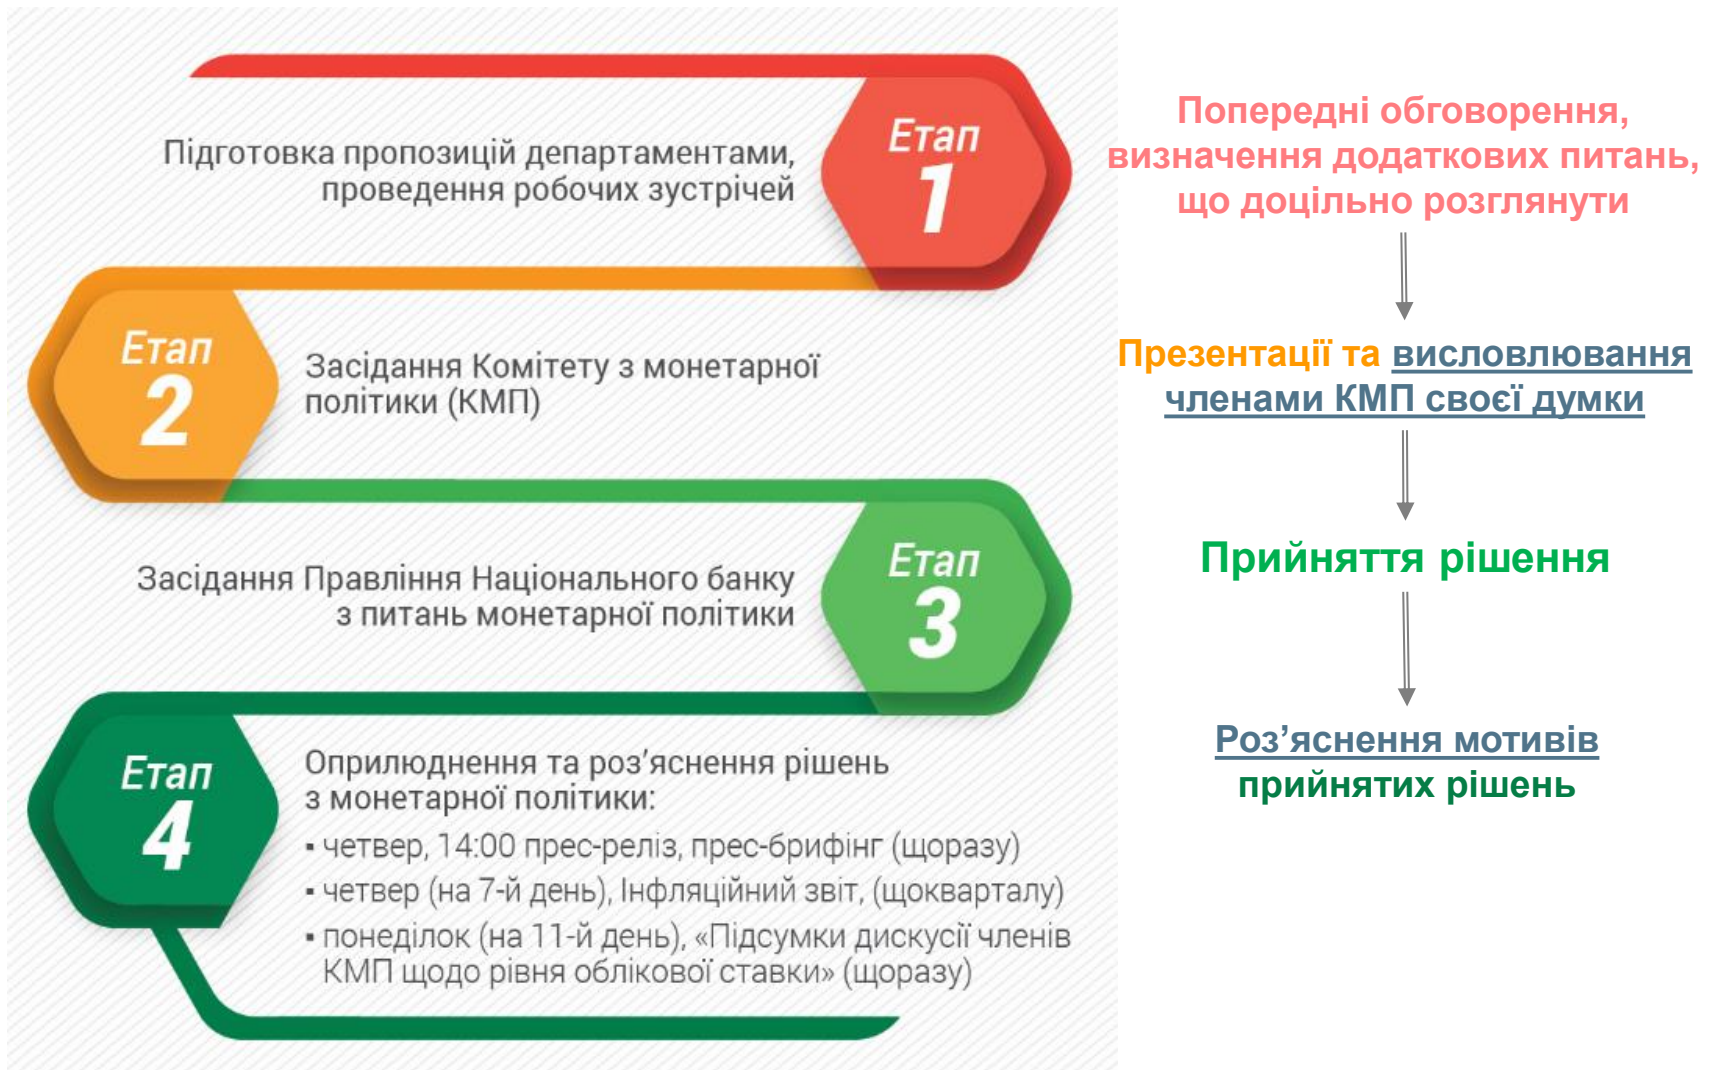 Етап
1
Підготовка пропозицій департаментами,
проведення робочих зустрічей
Попередні обговорення,
визначення додаткових питань,
що доцільно розглянути
Етап
2
Засідання Комітету з монетарної
політики (КМП)
Презентації та висловлювання
членами КМП своєї думки
Етап
3
Засідання Правління Національного банку
з питань монетарної політики
Прийняття рішення
Етап
4
Оприлюднення та роз’яснення рішень
з монетарної політики:
▪ четвер, 14:00 прес-реліз, прес-брифінг (щоразу)
▪ четвер (на 7-й день), Інфляційний звіт, (щокварталу)
▪ понеділок (на 11-й день), «Підсумки дискусії членів
КМП щодо рівня облікової ставки» (щоразу)
Роз’яснення мотивів
прийнятих рішень